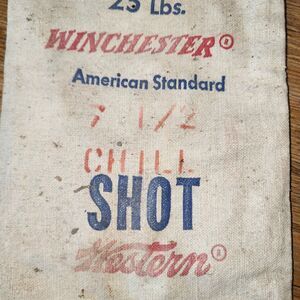 25 Lbs.
WINCHESTER®
American Standard
7 1/2
CHILL
SHOT
Western®